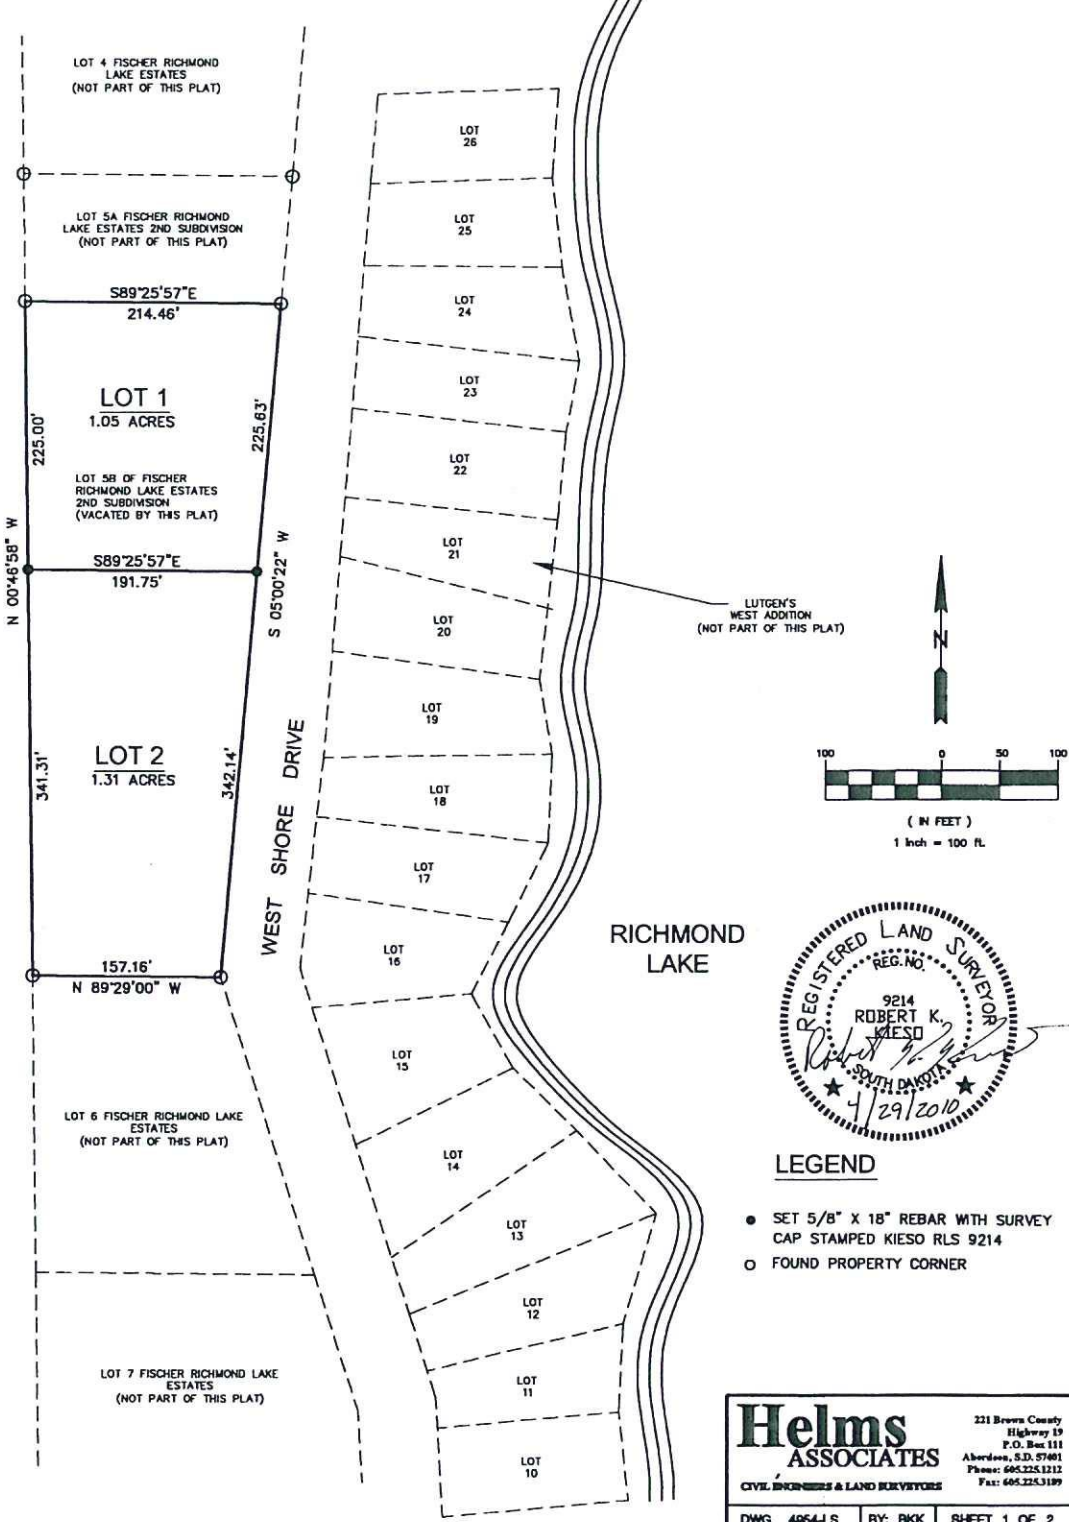 LOT 4 FISCHER RICHMOND
LAKE ESTATES
(NOT PART OF THIS PLAT)
LOT 5A FISCHER RICHMOND
LAKE ESTATES 2ND SUBDIVISION
(NOT PART OF THIS PLAT)
S89°25'57"E
214.46'
LOT 1
1.05 ACRES
225.00'
225.63'
LOT 5B OF FISCHER
RICHMOND LAKE ESTATES
2ND SUBDIVISION
(VACATED BY THIS PLAT)
N 00°46'58" W
S89°25'57"E
191.75'
S 05°00'22" W
LOT 2
1.31 ACRES
341.31'
342.14'
WEST SHORE DRIVE
157.16'
N 89°29'00" W
LOT 6 FISCHER RICHMOND LAKE
ESTATES
(NOT PART OF THIS PLAT)
LOT 7 FISCHER RICHMOND LAKE
ESTATES
(NOT PART OF THIS PLAT)
LOT
26
LOT
25
LOT
24
LOT
23
LOT
22
LOT
21
LOT
20
LOT
19
LOT
18
LOT
17
LOT
16
LOT
15
LOT
14
LOT
13
LOT
12
LOT
11
LOT
10
LUTGEN'S
WEST ADDITION
(NOT PART OF THIS PLAT)
N
100 0 50 100
( IN FEET )
1 inch = 100 ft.
RICHMOND
LAKE
REGISTERED LAND SURVEYOR
REG. NO.
9214
ROBERT K.
KIESO
SOUTH DAKOTA
4/29/2010
LEGEND
SET 5/8" X 18" REBAR WITH SURVEY
CAP STAMPED KIESO RLS 9214
FOUND PROPERTY CORNER
Helms
ASSOCIATES
CIVIL ENGINEERS & LAND SURVEYORS
221 Brown County
Highway 19
P.O. Box 111
Aberdeen, S.D. 57401
Phone: 605.225.1212
Fax: 605.225.3189
DWG. 4954-LS BY: BKK SHEET 1 OF 2